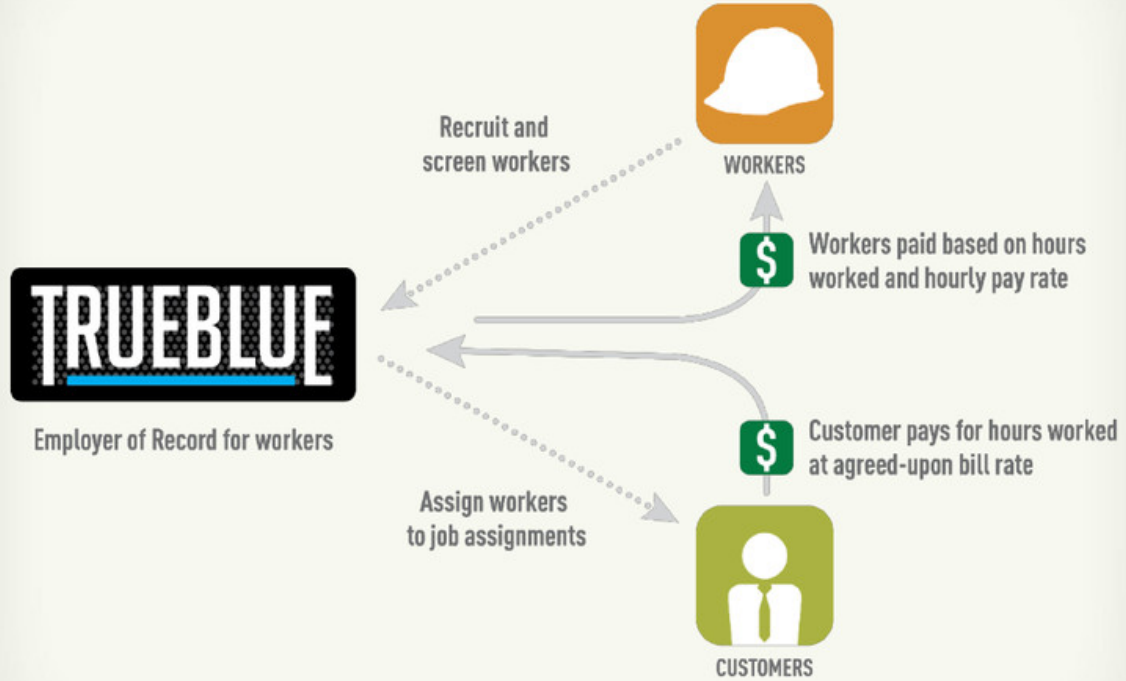 Recruit and
screen workers
WORKERS
$
Workers paid based on hours
worked and hourly pay rate
TRUEBLUE
Employer of Record for workers
$
Customer pays for hours worked
at agreed-upon bill rate
Assign workers
to job assignments
CUSTOMERS